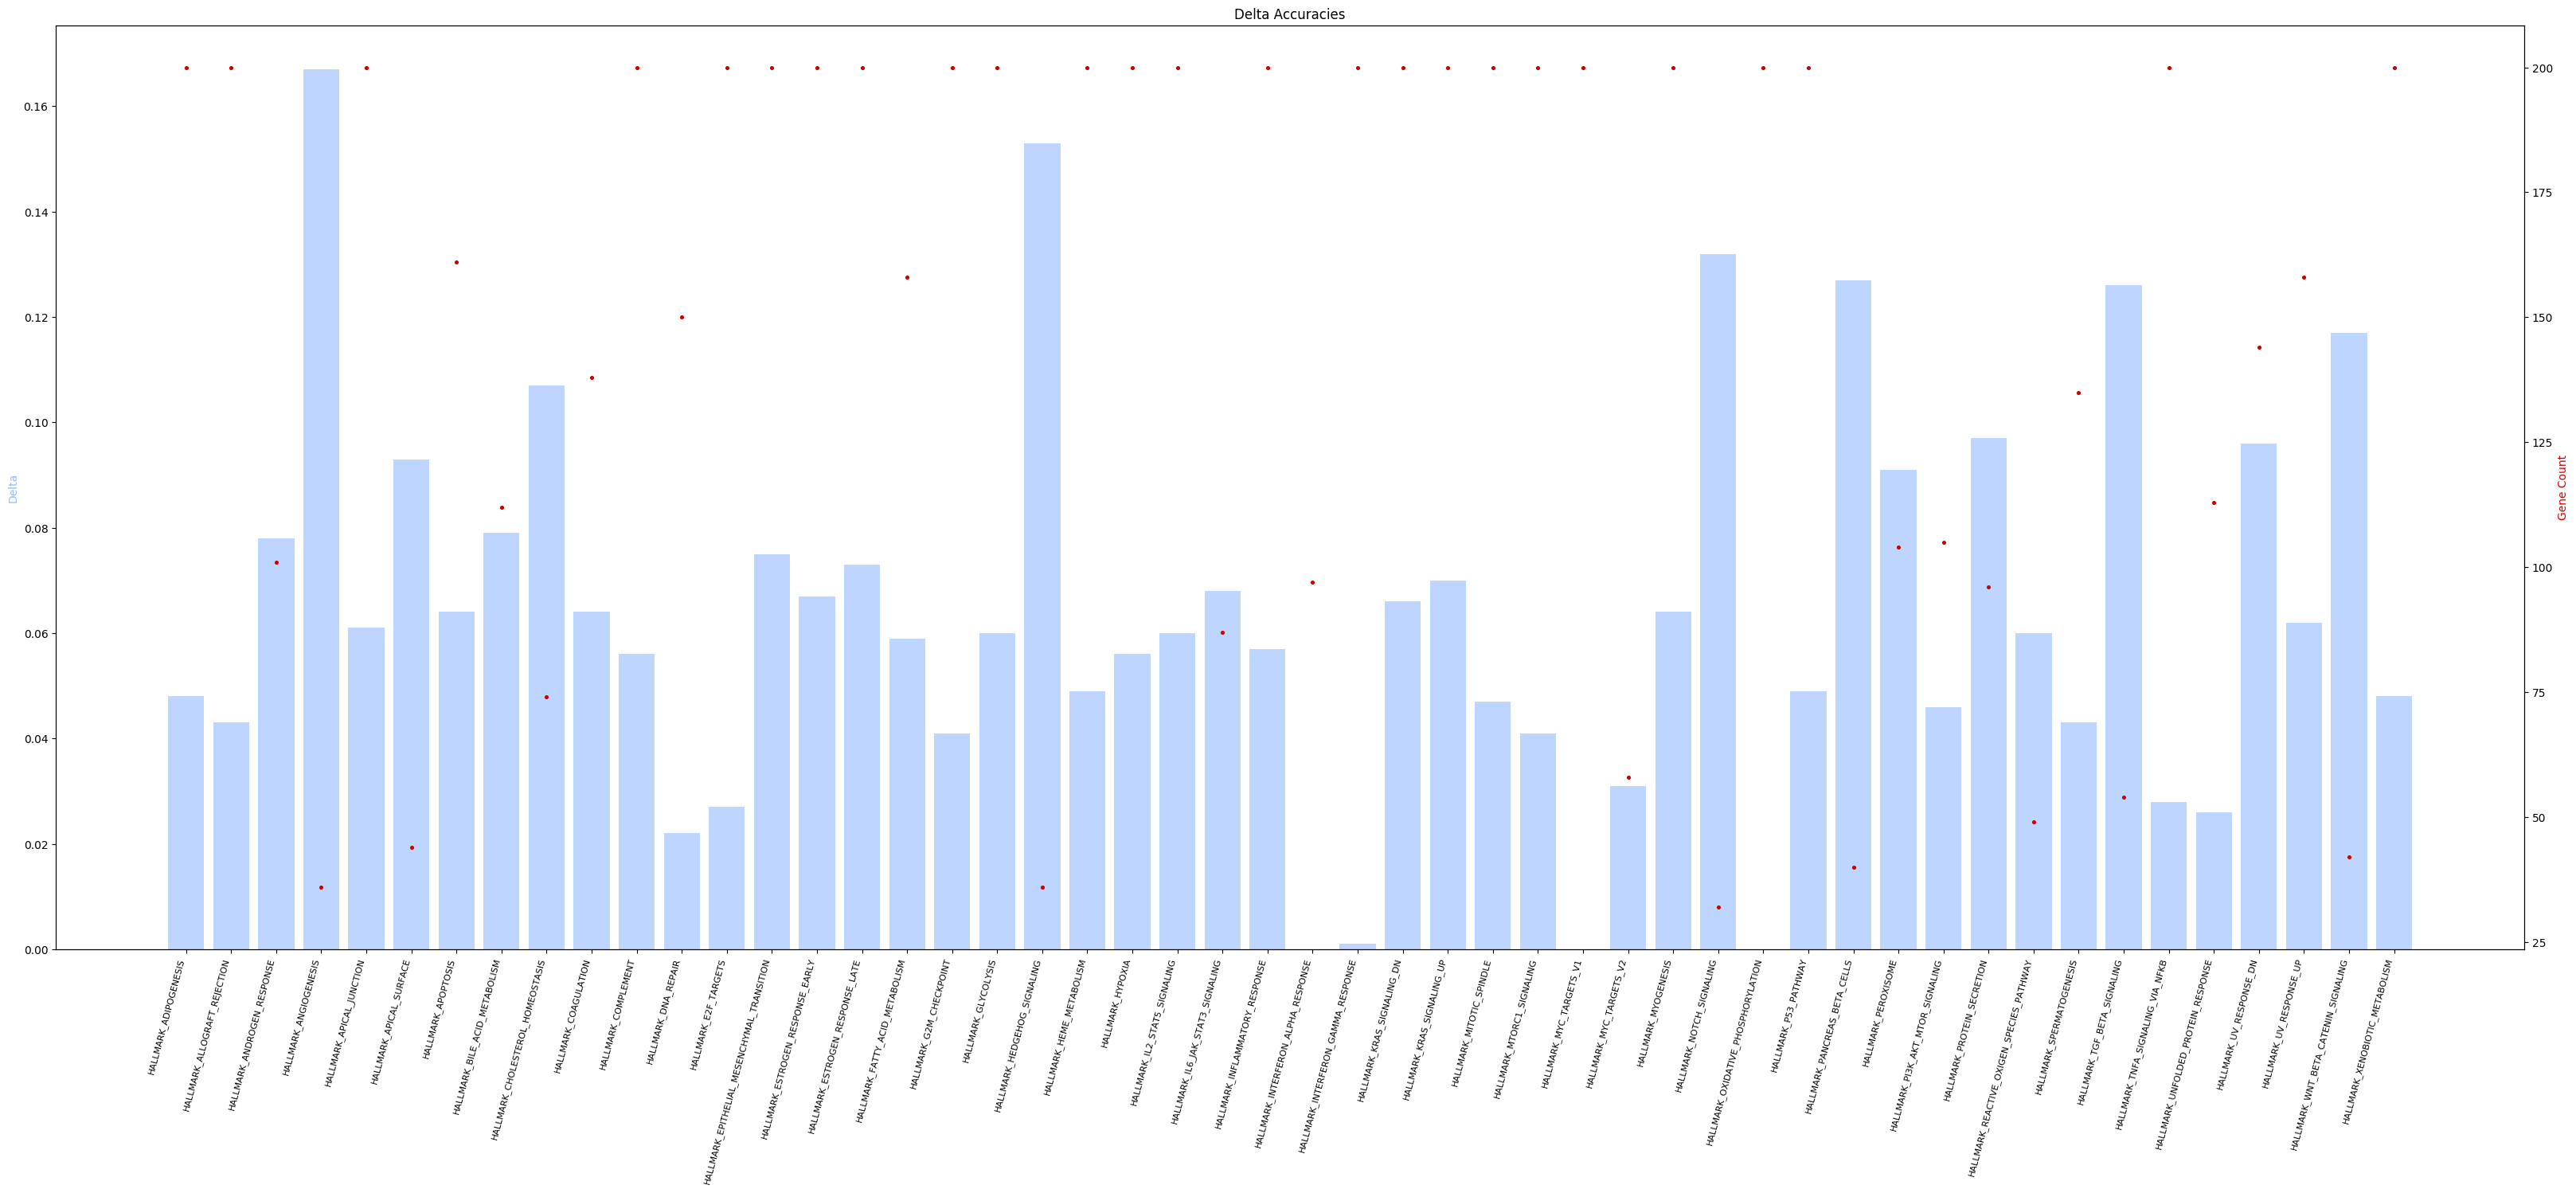 Delta Accuracies
0.16
0.14
0.12
0.10
0.08
0.06
0.04
0.02
0.00
Delta
200
175
150
125
100
75
50
25
Gene Count
HALLMARK_ADIPOGENESIS
HALLMARK_ALLOGRAFT_REJECTION
HALLMARK_ANDROGEN_RESPONSE
HALLMARK_ANGIOGENESIS
HALLMARK_APICAL_JUNCTION
HALLMARK_APICAL_SURFACE
HALLMARK_APOPTOSIS
HALLMARK_BILE_ACID_METABOLISM
HALLMARK_CHOLESTEROL_HOMEOSTASIS
HALLMARK_COAGULATION
HALLMARK_COMPLEMENT
HALLMARK_DNA_REPAIR
HALLMARK_E2F_TARGETS
HALLMARK_EPITHELIAL_MESENCHYMAL_TRANSITION
HALLMARK_ESTROGEN_RESPONSE_EARLY
HALLMARK_ESTROGEN_RESPONSE_LATE
HALLMARK_FATTY_ACID_METABOLISM
HALLMARK_G2M_CHECKPOINT
HALLMARK_GLYCOLYSIS
HALLMARK_HEDGEHOG_SIGNALING
HALLMARK_HEME_METABOLISM
HALLMARK_HYPOXIA
HALLMARK_IL2_STAT5_SIGNALING
HALLMARK_IL6_JAK_STAT3_SIGNALING
HALLMARK_INFLAMMATORY_RESPONSE
HALLMARK_INTERFERON_ALPHA_RESPONSE
HALLMARK_INTERFERON_GAMMA_RESPONSE
HALLMARK_KRAS_SIGNALING_DN
HALLMARK_KRAS_SIGNALING_UP
HALLMARK_MITOTIC_SPINDLE
HALLMARK_MTORC1_SIGNALING
HALLMARK_MYC_TARGETS_V1
HALLMARK_MYC_TARGETS_V2
HALLMARK_MYOGENESIS
HALLMARK_NOTCH_SIGNALING
HALLMARK_OXIDATIVE_PHOSPHORYLATION
HALLMARK_P53_PATHWAY
HALLMARK_PANCREAS_BETA_CELLS
HALLMARK_PEROXISOME
HALLMARK_PI3K_AKT_MTOR_SIGNALING
HALLMARK_PROTEIN_SECRETION
HALLMARK_REACTIVE_OXIGEN_SPECIES_PATHWAY
HALLMARK_SPERMATOGENESIS
HALLMARK_TGF_BETA_SIGNALING
HALLMARK_TNFA_SIGNALING_VIA_NFKB
HALLMARK_UNFOLDED_PROTEIN_RESPONSE
HALLMARK_UV_RESPONSE_DN
HALLMARK_UV_RESPONSE_UP
HALLMARK_WNT_BETA_CATENIN_SIGNALING
HALLMARK_XENOBIOTIC_METABOLISM